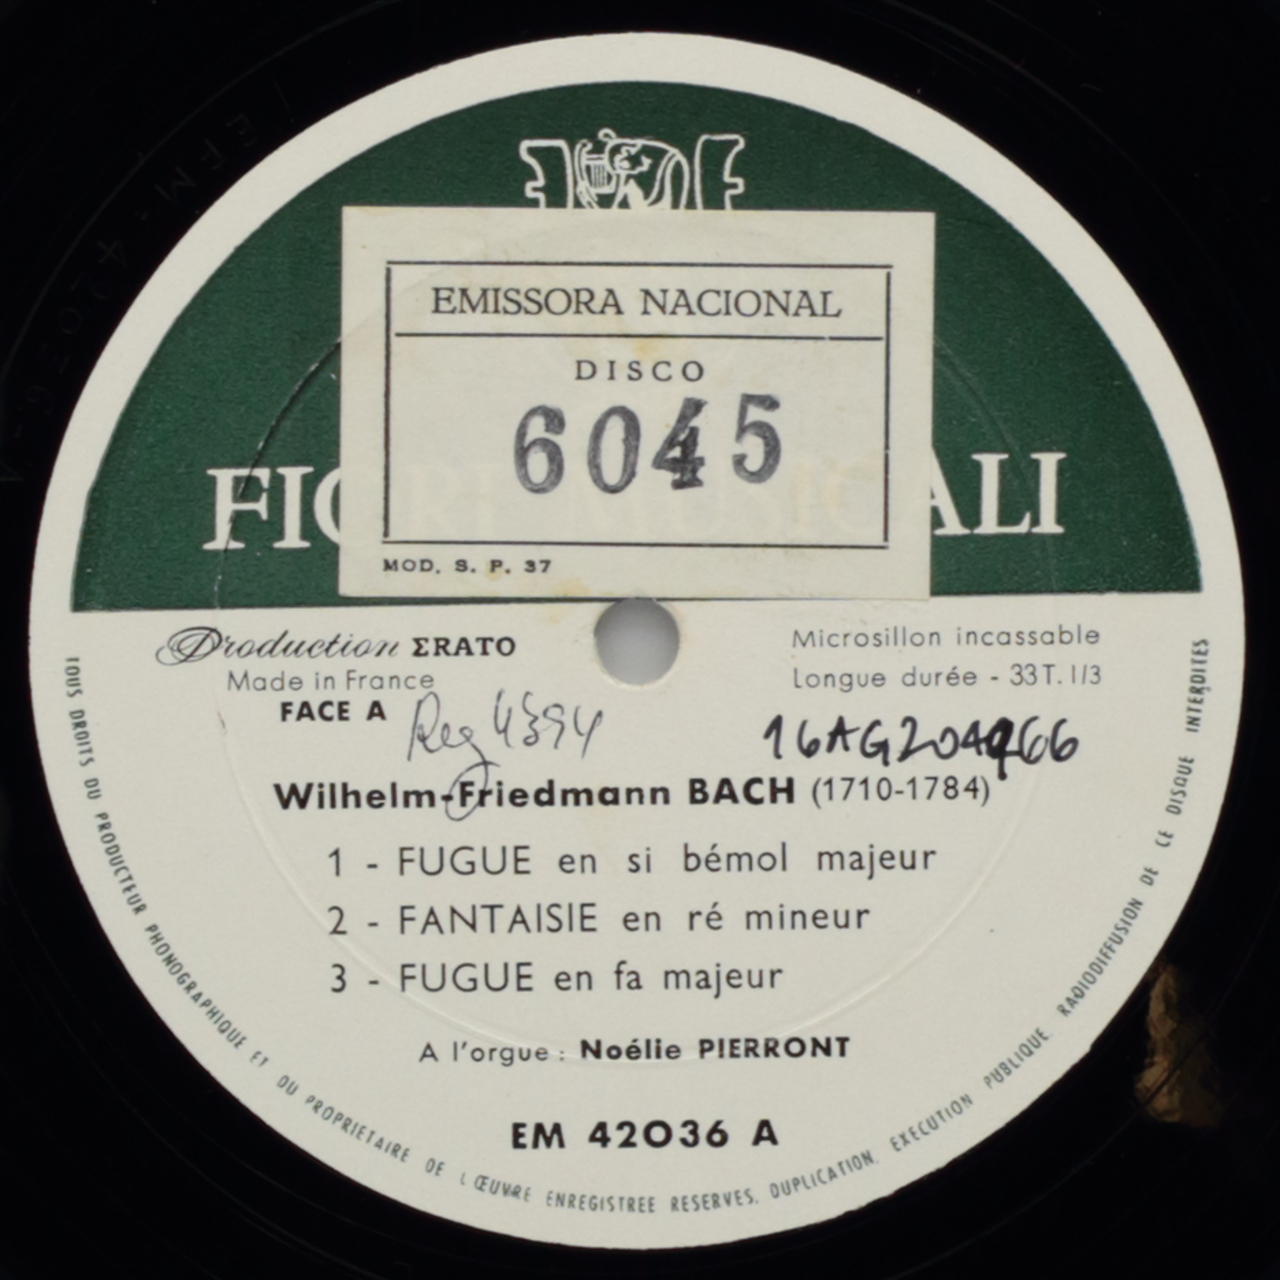 EMISSORA NACIONAL
DISCO
6045
FIORI MUSICALI
MOD. S. P. 37
Production ΣRATO
Made in France
FACE A
Microsillon incassable
Longue durée - 33 T. 1/3
Reg 4394
16AG204966
Wilhelm-Friedmann BACH (1710-1784)
1 - FUGUE en si bémol majeur
2 - FANTAISIE en ré mineur
3 - FUGUE en fa majeur
A l'orgue : Noélie PIERRONT
EM 42036 A
TOUS DROITS DU PRODUCTEUR PHONOGRAPHIQUE ET DU PROPRIETAIRE DE L'ŒUVRE ENREGISTREE RESERVES. DUPLICATION. EXECUTION PUBLIQUE. RADIODIFFUSION DE CE DISQUE INTERDITES